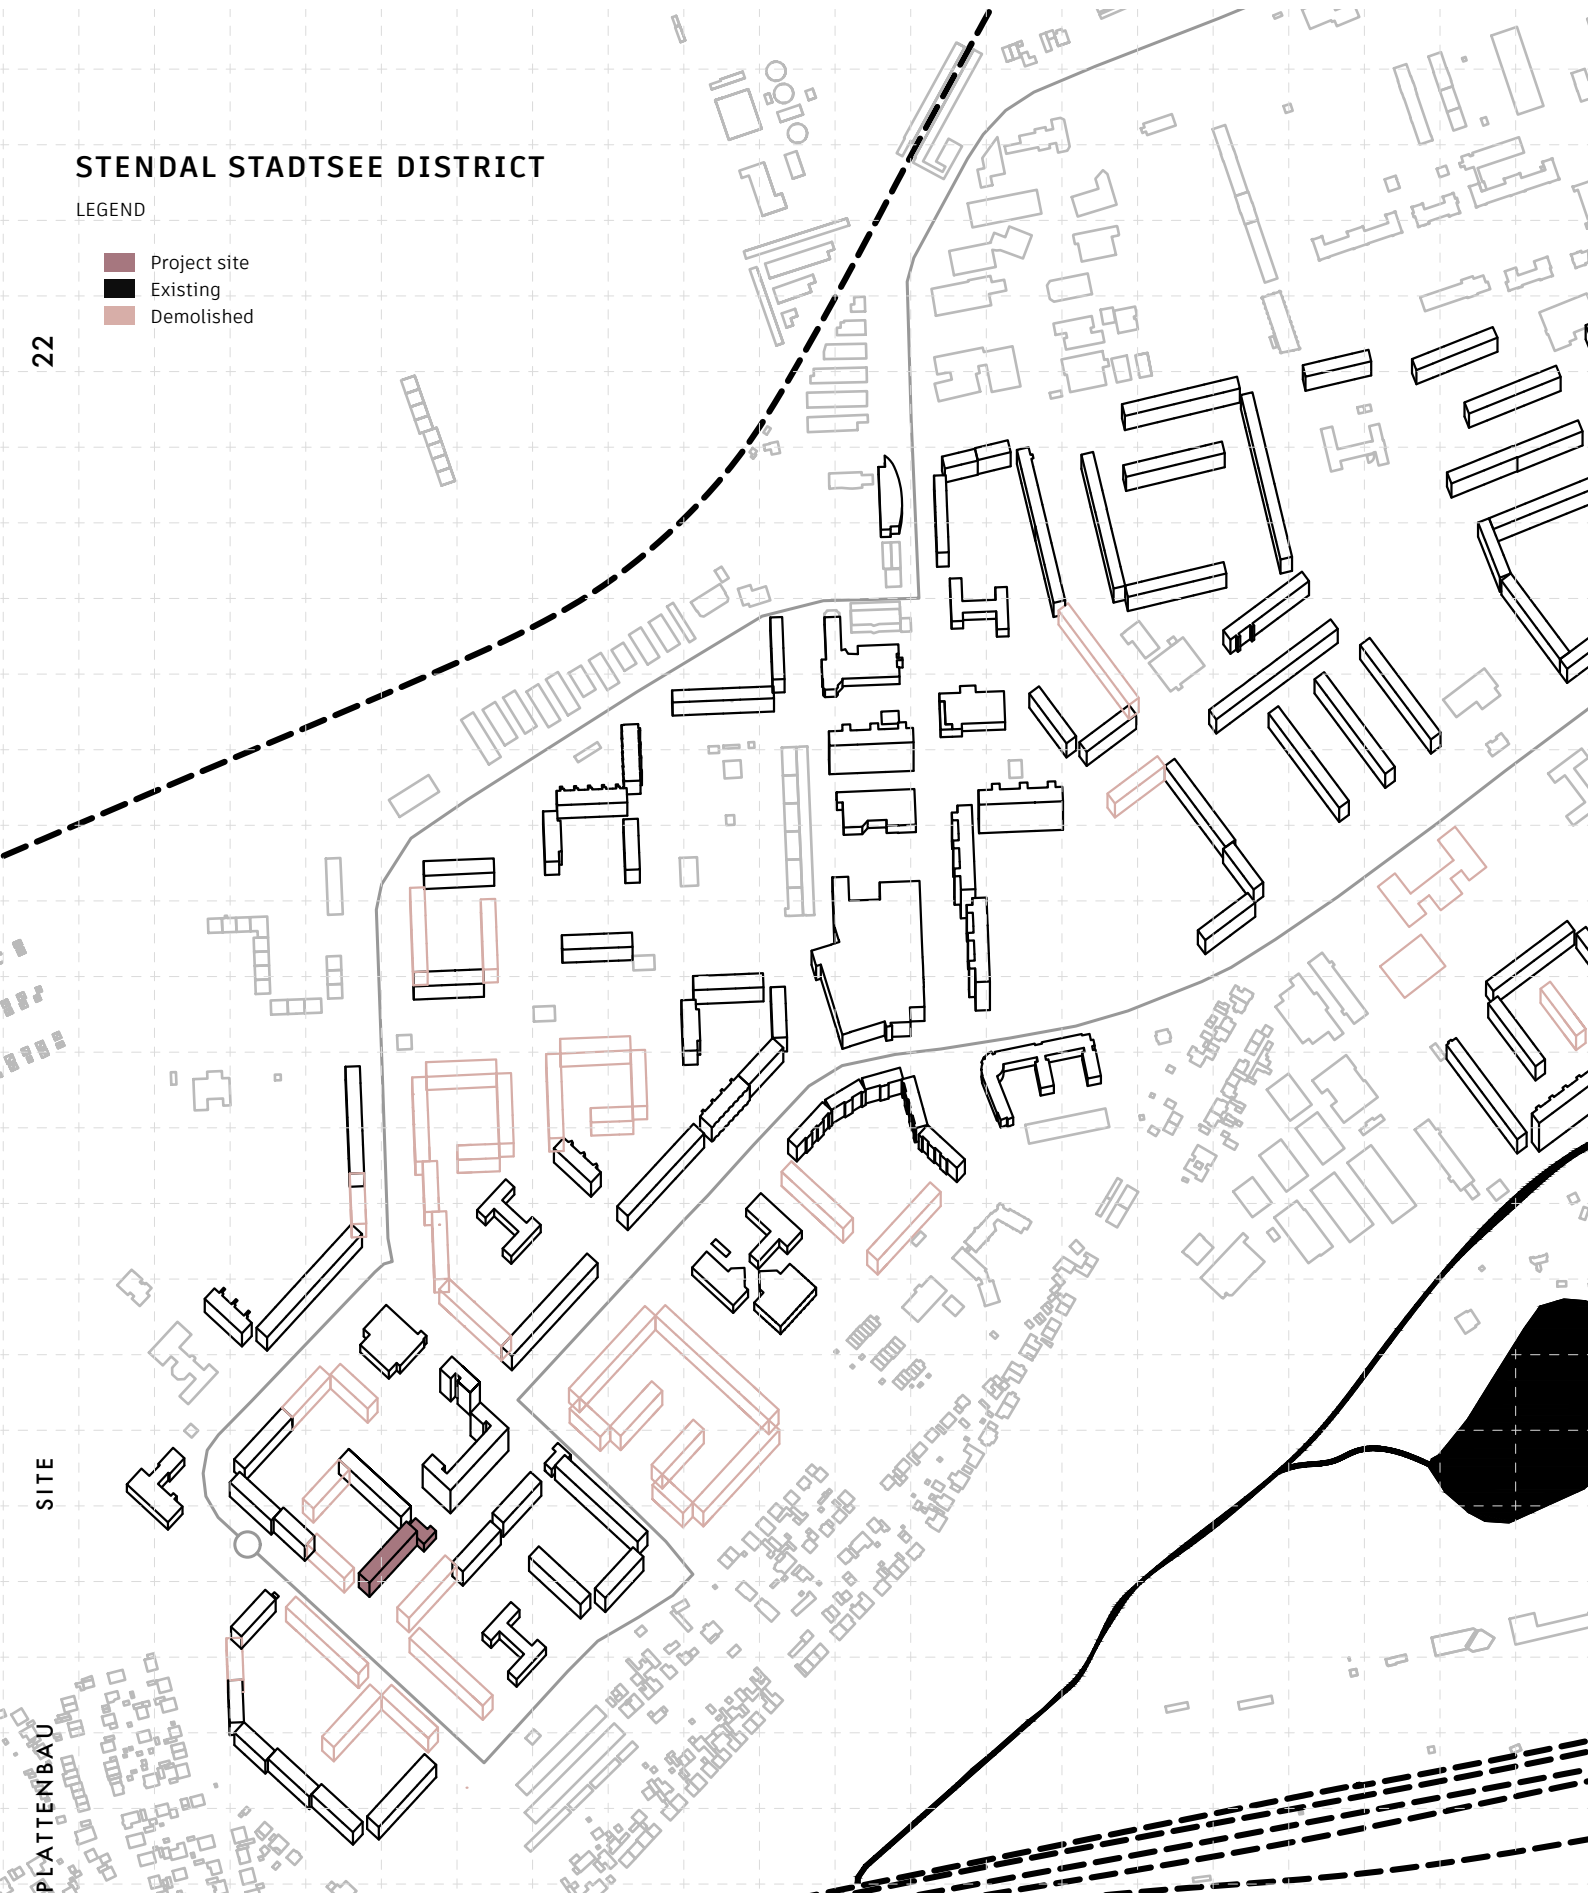 STENDAL STADTSEE DISTRICT
LEGEND
Project site
Existing
Demolished
22
SITE
PLATTENBAU